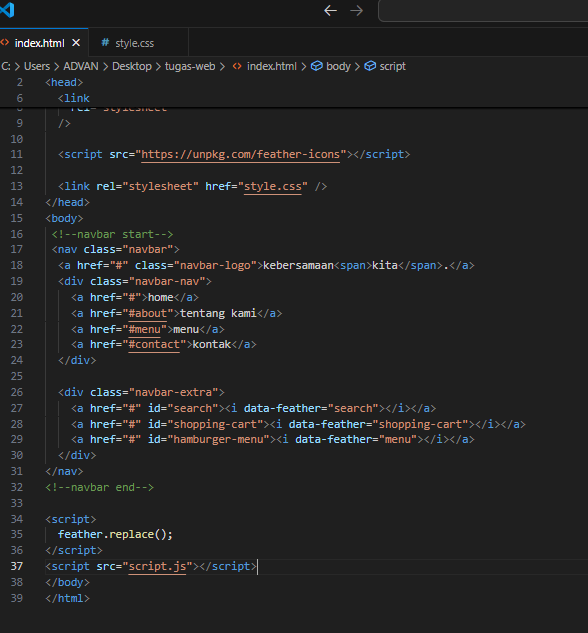 index.html
style.css
C: > Users > ADVAN > Desktop > tugas-web > index.html > body > script
2 <head>
6 <link
8 rel="stylesheet"
9 />
10
11 <script src="https://unpkg.com/feather-icons"></script>
12
13 <link rel="stylesheet" href="style.css" />
14 </head>
15 <body>
16 <!--navbar start-->
17 <nav class="navbar">
18 <a href="#" class="navbar-logo">kebersamaan<span>kita</span>.</a>
19 <div class="navbar-nav">
20 <a href="#">home</a>
21 <a href="#about">tentang kami</a>
22 <a href="#menu">menu</a>
23 <a href="#contact">kontak</a>
24 </div>
25
26 <div class="navbar-extra">
27 <a href="#" id="search"><i data-feather="search"></i></a>
28 <a href="#" id="shopping-cart"><i data-feather="shopping-cart"></i></a>
29 <a href="#" id="hamburger-menu"><i data-feather="menu"></i></a>
30 </div>
31 </nav>
32 <!--navbar end-->
33
34 <script>
35 feather.replace();
36 </script>
37 <script src="script.js"></script>
38 </body>
39 </html>